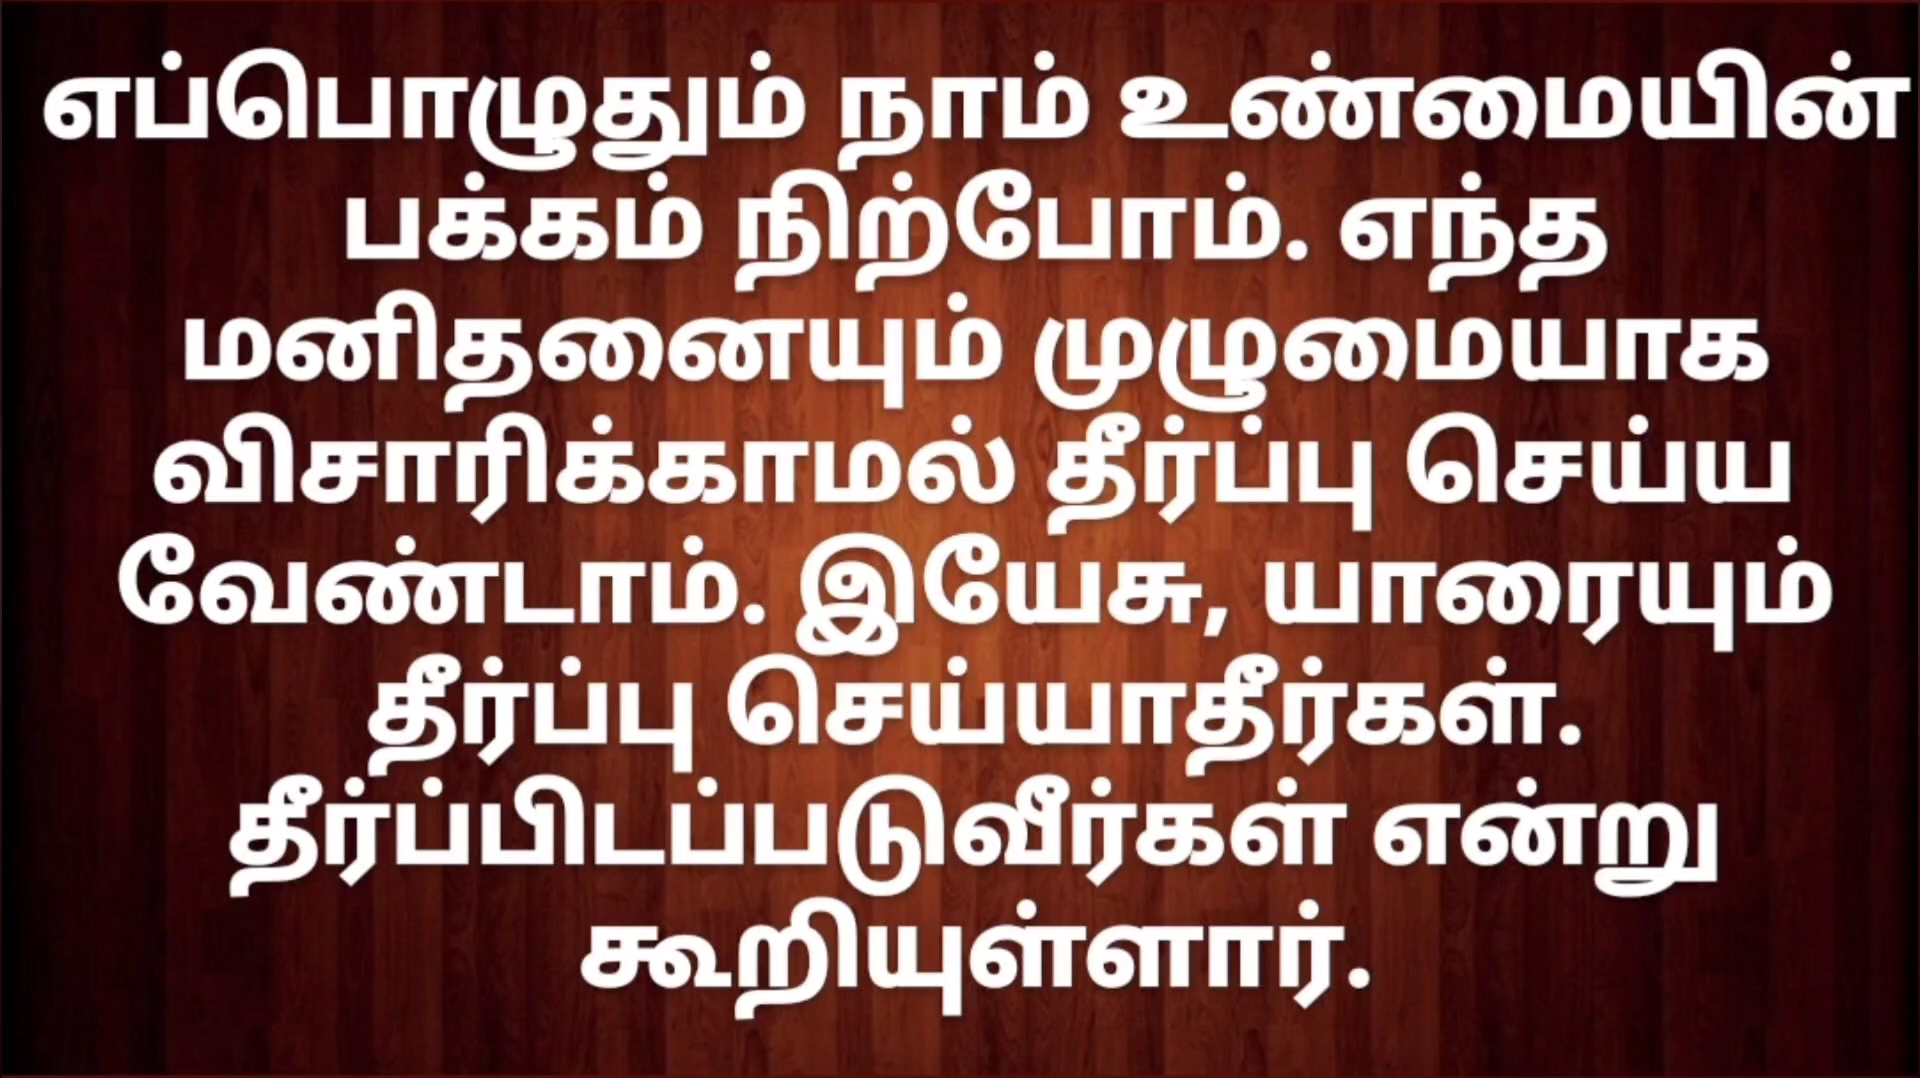 எப்பொழுதும் நாம் உண்மையின்
பக்கம் நிற்போம். எந்த
மனிதனையும் முழுமையாக
விசாரிக்காமல் தீர்ப்பு செய்ய
வேண்டாம். இயேசு, யாரையும்
தீர்ப்பு செய்யாதீர்கள்.
தீர்ப்பிடப்படுவீர்கள் என்று
கூறியுள்ளார்.